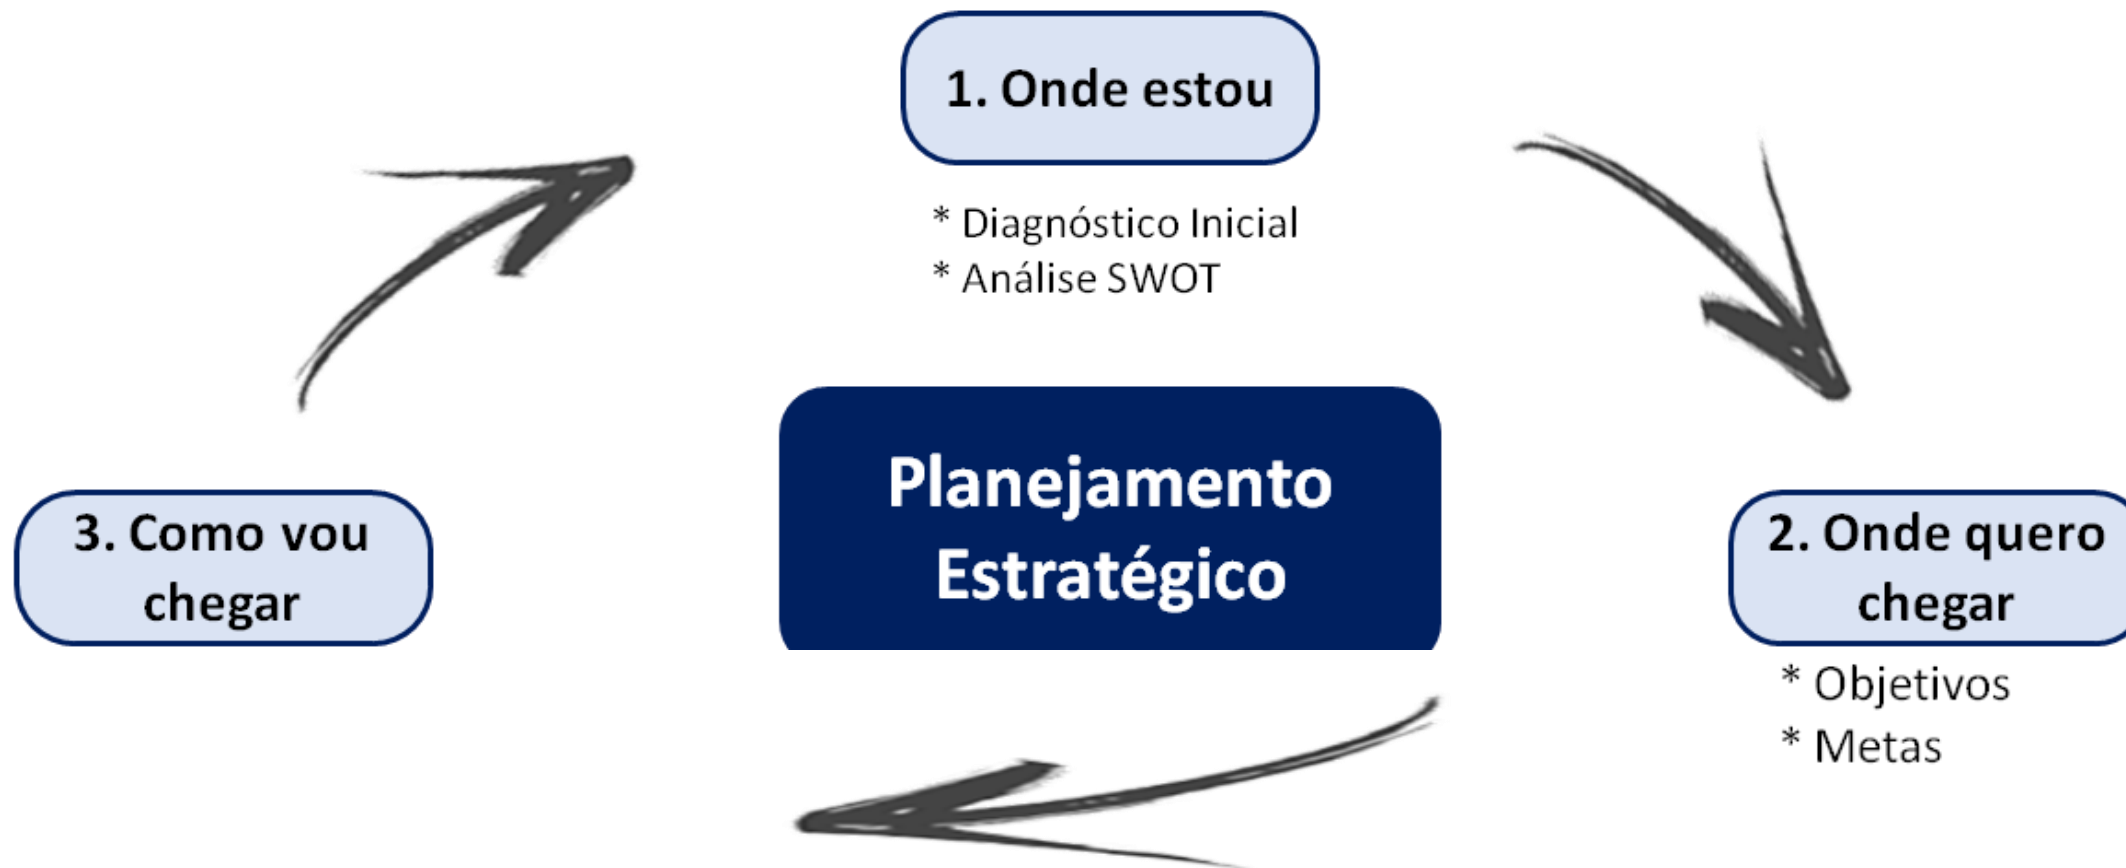 1. Onde estou
* Diagnóstico Inicial
* Análise SWOT
Planejamento
Estratégico
2. Onde quero
chegar
* Objetivos
* Metas
3. Como vou
chegar